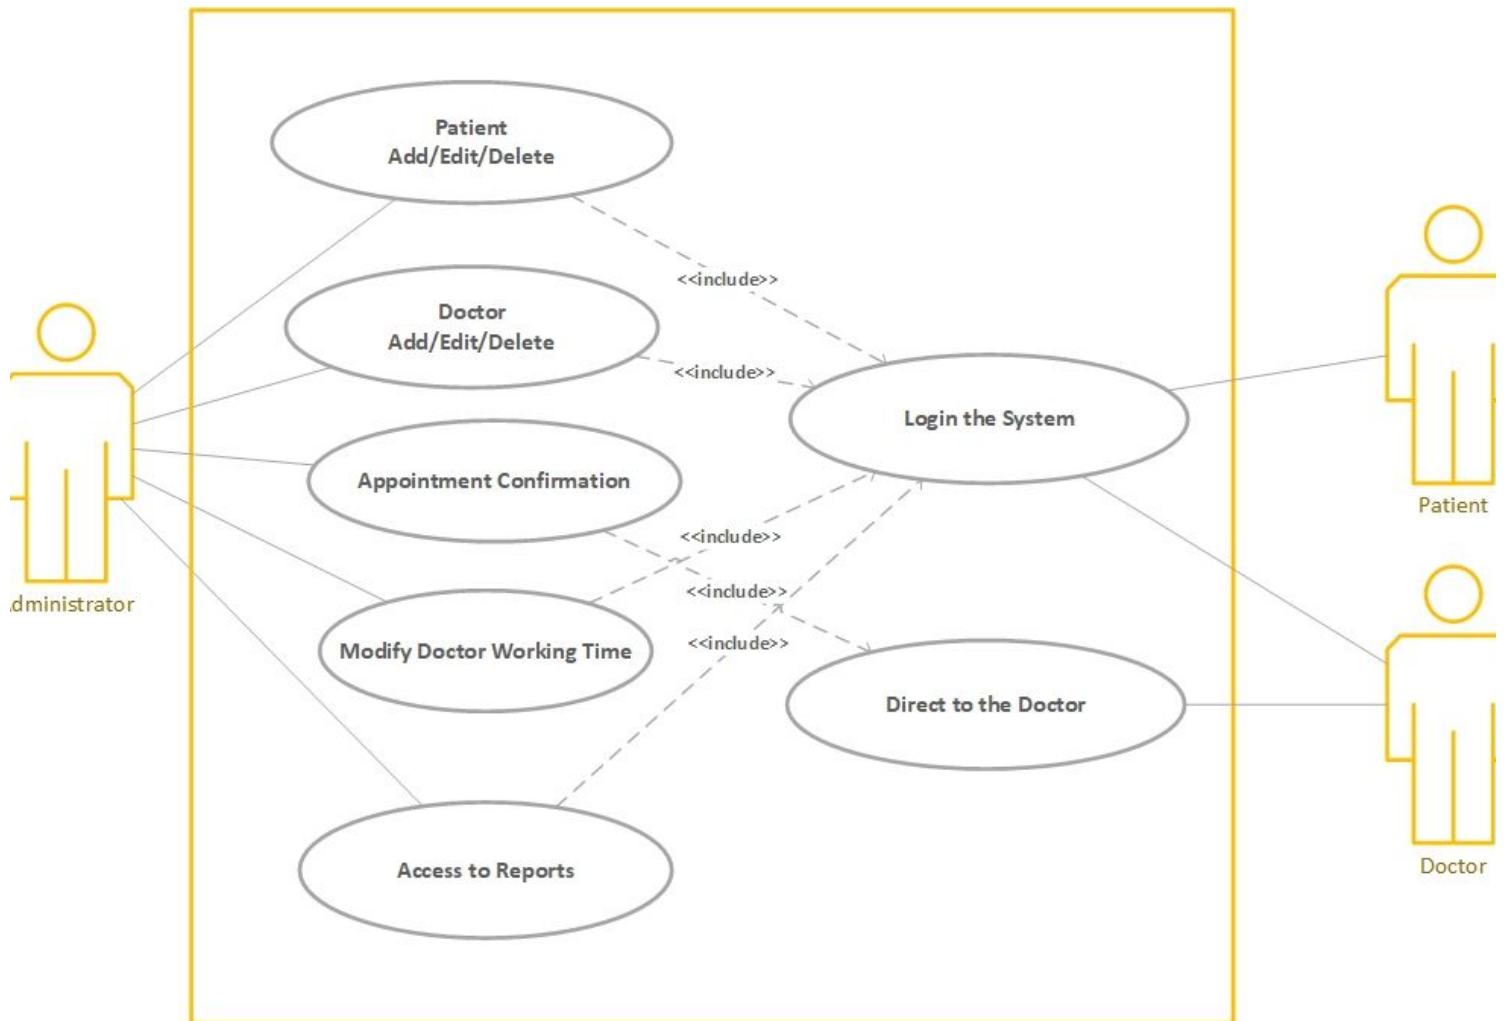 Patient
Add/Edit/Delete
<<include>>
Doctor
Add/Edit/Delete
<<include>>
Login the System
Appointment Confirmation
Patient
<<include>>
<<include>>
dministrator
<<include>>
Modify Doctor Working Time
Direct to the Doctor
Access to Reports
Doctor